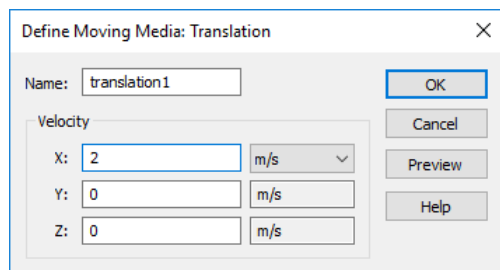 Define Moving Media: Translation
Name: translation1
OK
Velocity
Cancel
X: 2 m/s
Preview
Y: 0 m/s
Help
Z: 0 m/s